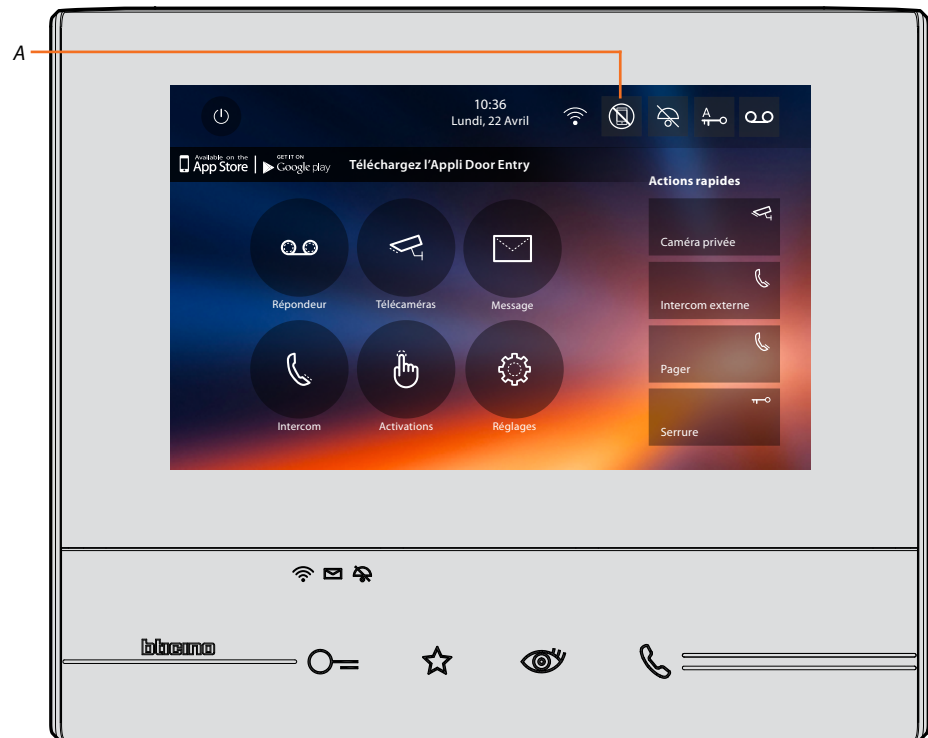 A
10:36
Lundi, 22 Avril
A
Available on the
App Store
GET IT ON
Google play
Téléchargez l'Appli Door Entry
Actions rapides
Caméra privée
Intercom externe
Pager
Serrure
Répondeur
Télécaméras
Message
Intercom
Activations
Réglages
bticino